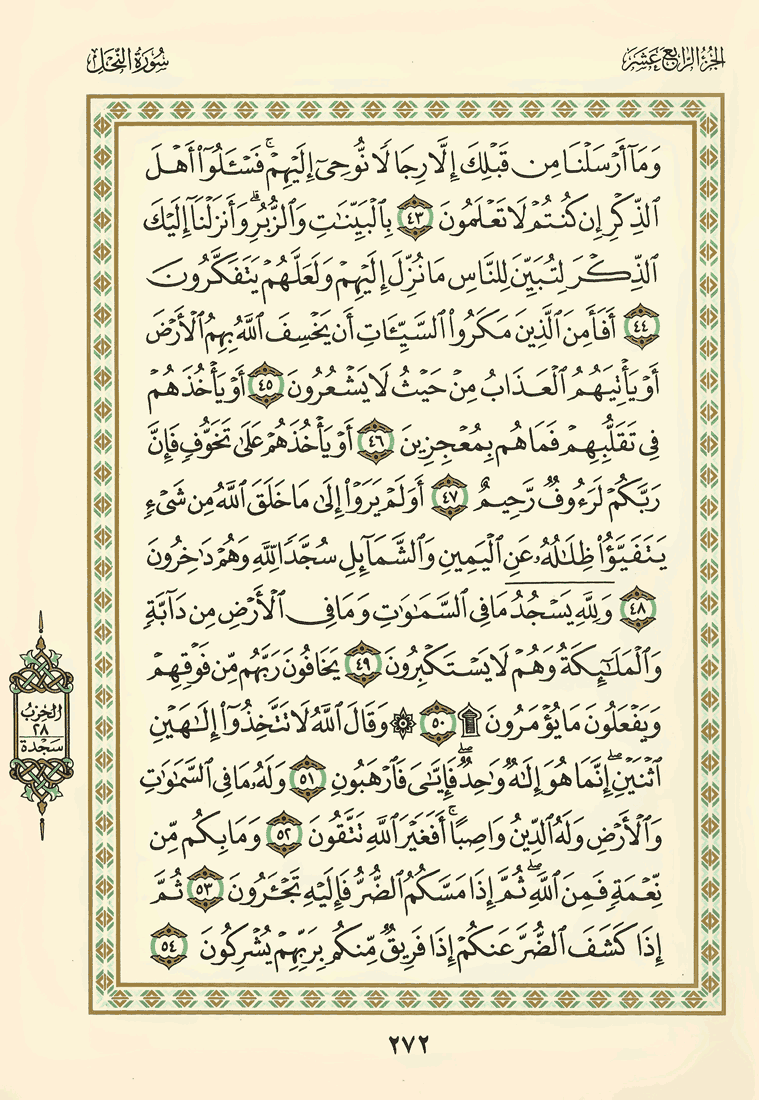 الجزء الرابع عشر
سورة النحل
وَمَآ أَرۡسَلۡنَا مِن قَبۡلِكَ إِلَّا رِجَالٗا نُّوحِيٓ إِلَيۡهِمۡۖ فَسۡـَٔلُوٓاْ أَهۡلَ
ٱلذِّكۡرِ إِن كُنتُمۡ لَا تَعۡلَمُونَ ٤٣ بِٱلۡبَيِّنَٰتِ وَٱلزُّبُرِۗ وَأَنزَلۡنَآ إِلَيۡكَ
ٱلذِّكۡرَ لِتُبَيِّنَ لِلنَّاسِ مَا نُزِّلَ إِلَيۡهِمۡ وَلَعَلَّهُمۡ يَتَفَكَّرُونَ
٤٤ أَفَأَمِنَ ٱلَّذِينَ مَكَرُواْ ٱلسَّيِّـَٔاتِ أَن يَخۡسِفَ ٱللَّهُ بِهِمُ ٱلۡأَرۡضَ
أَوۡ يَأۡتِيَهُمُ ٱلۡعَذَابُ مِنۡ حَيۡثُ لَا يَشۡعُرُونَ ٤٥ أَوۡ يَأۡخُذَهُمۡ
فِي تَقَلُّبِهِمۡ فَمَا هُم بِمُعۡجِزِينَ ٤٦ أَوۡ يَأۡخُذَهُمۡ عَلَىٰ تَخَوُّفٖ فَإِنَّ
رَبَّكُمۡ لَرَءُوفٞ رَّحِيمٌ ٤٧ أَوَلَمۡ يَرَوۡاْ إِلَىٰ مَا خَلَقَ ٱللَّهُ مِن شَيۡءٖ
يَتَفَيَّؤُاْ ظِلَٰلُهُۥ عَنِ ٱلۡيَمِينِ وَٱلشَّمَآئِلِ سُجَّدٗا لِّلَّهِ وَهُمۡ دَٰخِرُونَ
٤٨ وَلِلَّهِۤ يَسۡجُدُۤ مَا فِي ٱلسَّمَٰوَٰتِ وَمَا فِي ٱلۡأَرۡضِ مِن دَآبَّةٖ
وَٱلۡمَلَٰٓئِكَةُ وَهُمۡ لَا يَسۡتَكۡبِرُونَ ٤٩ يَخَافُونَ رَبَّهُم مِّن فَوۡقِهِمۡ
وَيَفۡعَلُونَ مَا يُؤۡمَرُونَ ۩ ٥٠ ۞ وَقَالَ ٱللَّهُ لَا تَتَّخِذُوٓاْ إِلَٰهَيۡنِ
ٱثۡنَيۡنِۖ إِنَّمَا هُوَ إِلَٰهٞ وَٰحِدٞ فَإِيَّٰيَ فَٱرۡهَبُونِ ٥١ وَلَهُۥ مَا فِي ٱلسَّمَٰوَٰتِ
وَٱلۡأَرۡضِ وَلَهُ ٱلدِّينُ وَاصِبًاۚ أَفَغَيۡرَ ٱللَّهِ تَتَّقُونَ ٥٢ وَمَا بِكُم مِّن
نِّعۡمَةٖ فَمِنَ ٱللَّهِۖ ثُمَّ إِذَا مَسَّكُمُ ٱلضُّرُّ فَإِلَيۡهِ تَجۡـَٔرُونَ ٥٣ ثُمَّ
إِذَا كَشَفَ ٱلضُّرَّ عَنكُمۡ إِذَا فَرِيقٞ مِّنكُم بِرَبِّهِمۡ يُشۡرِكُونَ ٥٤
الحزب
٢٨
سجدة
٢٧٢